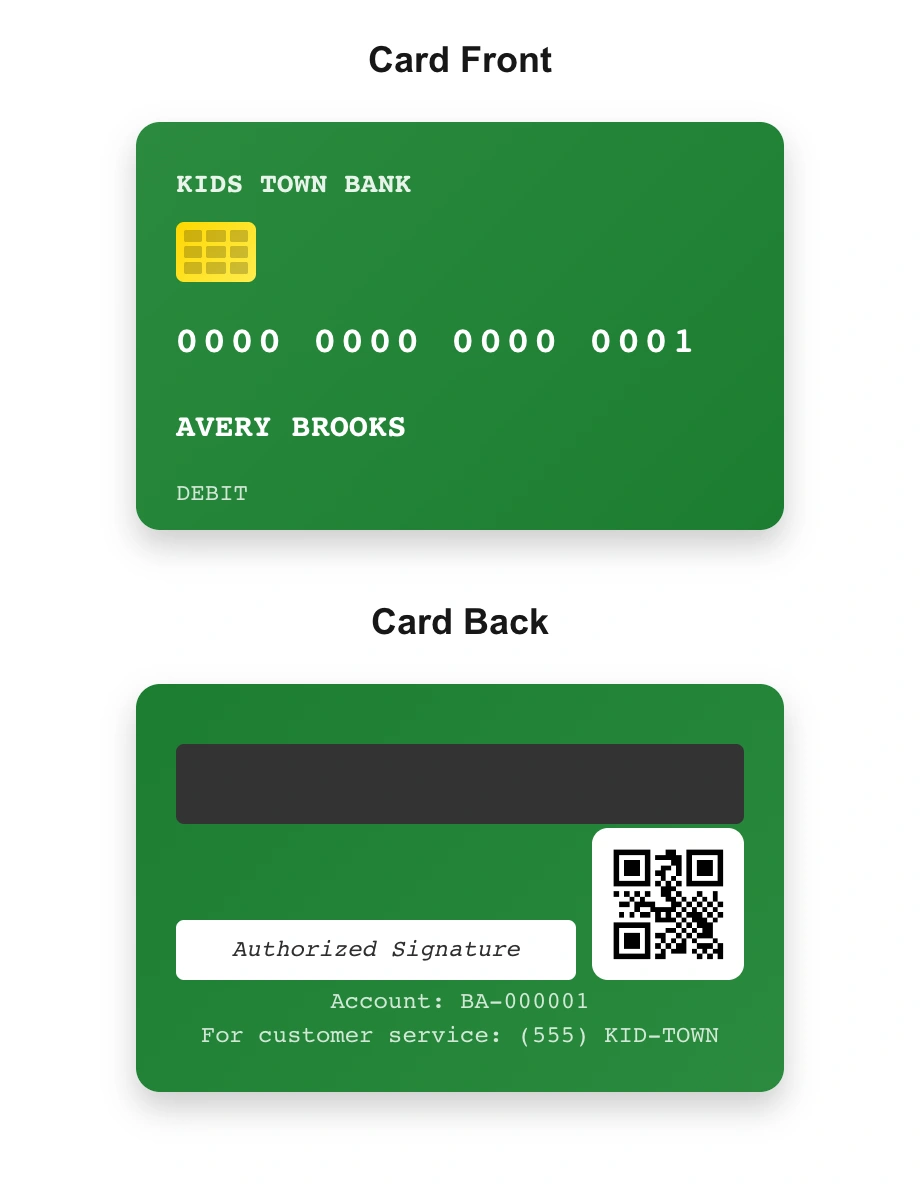 Card Front
KIDS TOWN BANK
0000 0000 0000 0001
AVERY BROOKS
DEBIT
Card Back
Authorized Signature
Account: BA-000001
For customer service: (555) KID-TOWN